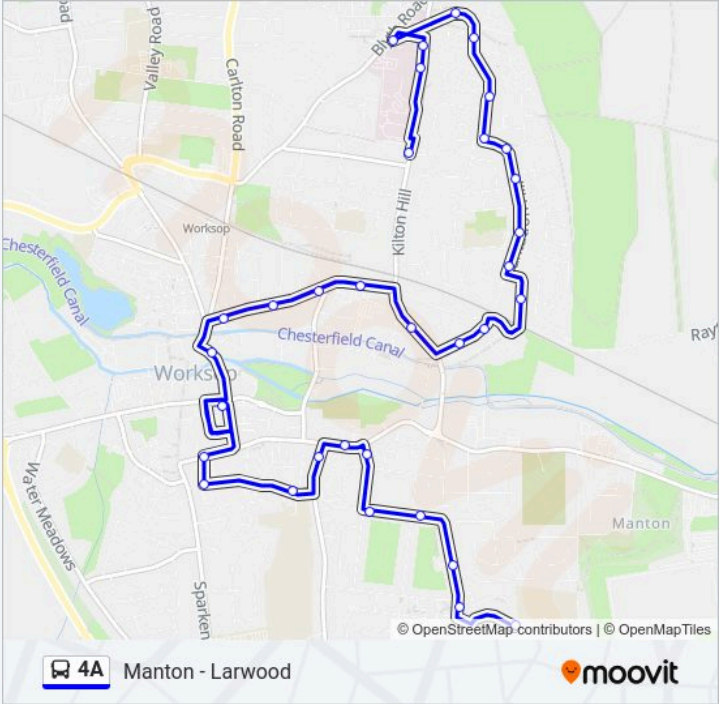 Blyth Road
Valley Road
Carlton Road
Kilton Hill
Worksop
Chesterfield Canal
Chesterfield Canal
Ray'
Worksop
Water Meadows
Manton
Sparken
© OpenStreetMap contributors | © OpenMapTiles
4A Manton - Larwood
moovit